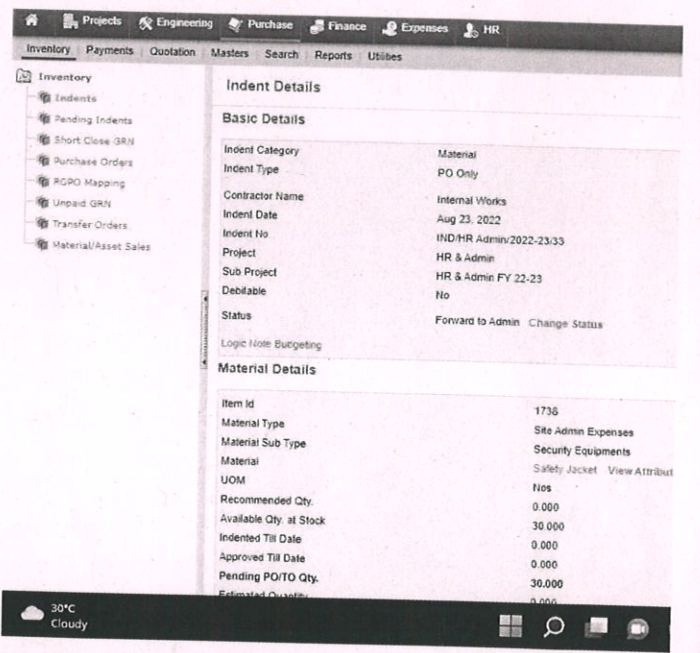 Projects Engineering Purchase Finance Expenses HR
Inventory Payments Quotation Masters Search Reports Utilities
Inventory
Indents
Pending Indents
Short Close GRN
Purchase Orders
RGPO Mapping
Unpaid GRN
Transfer Orders
Material/Asset Sales
Indent Details
Basic Details
Indent Category Material
Indent Type PO Only
Contractor Name Internal Works
Indent Date Aug 23, 2022
Indent No IND/HR Admin/2022-23/33
Project HR & Admin
Sub Project HR & Admin FY 22-23
Debitable No
Status Forward to Admin Change Status
Logic Note Budgeting
Material Details
Item Id 1738
Material Type Site Admin Expenses
Material Sub Type Security Equipments
Material Safety Jacket View Attribut
UOM Nos
Recommended Qty. 0.000
Available Qty. at Stock 30.000
Indented Till Date 0.000
Approved Till Date 0.000
Pending PO/TO Qty. 30.000
Estimated Quantity 0.000
30°C
Cloudy